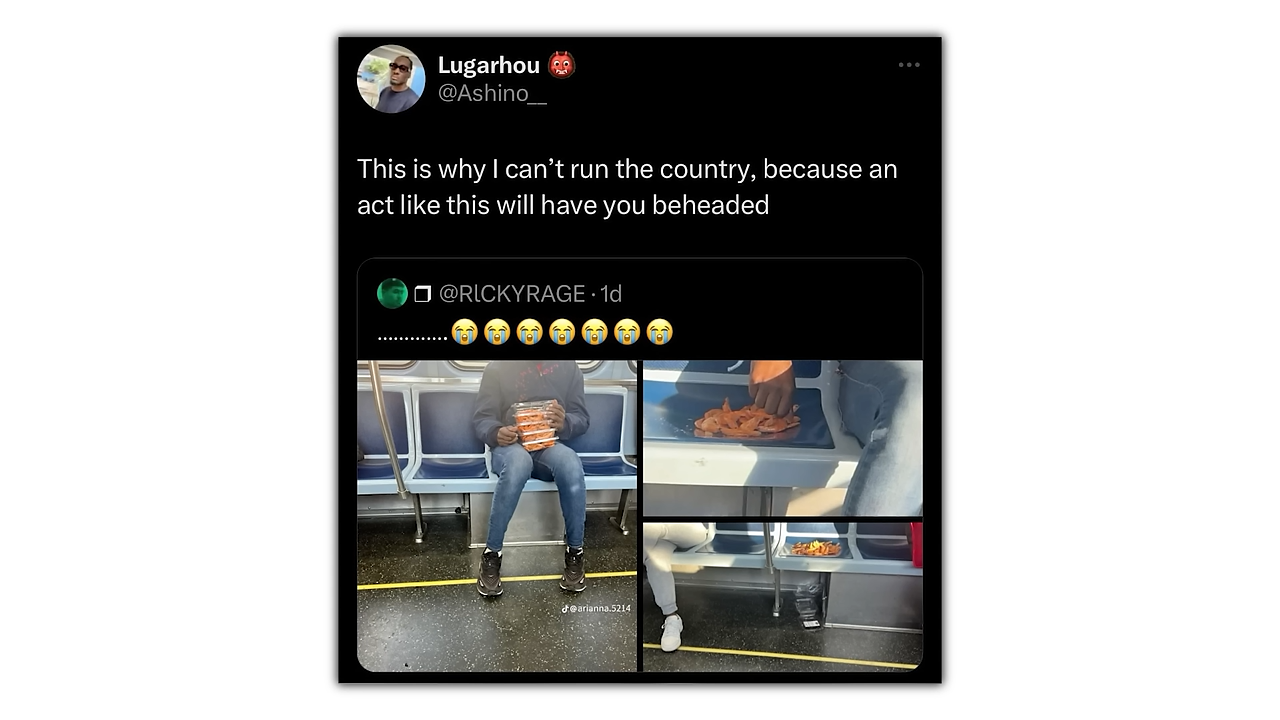 Lugarhou 👹
@Ashino__
This is why I can’t run the country, because an
act like this will have you beheaded
@RlCKYRAGE · 1d
.............😭😭😭😭😭😭😭
@arianna.5214